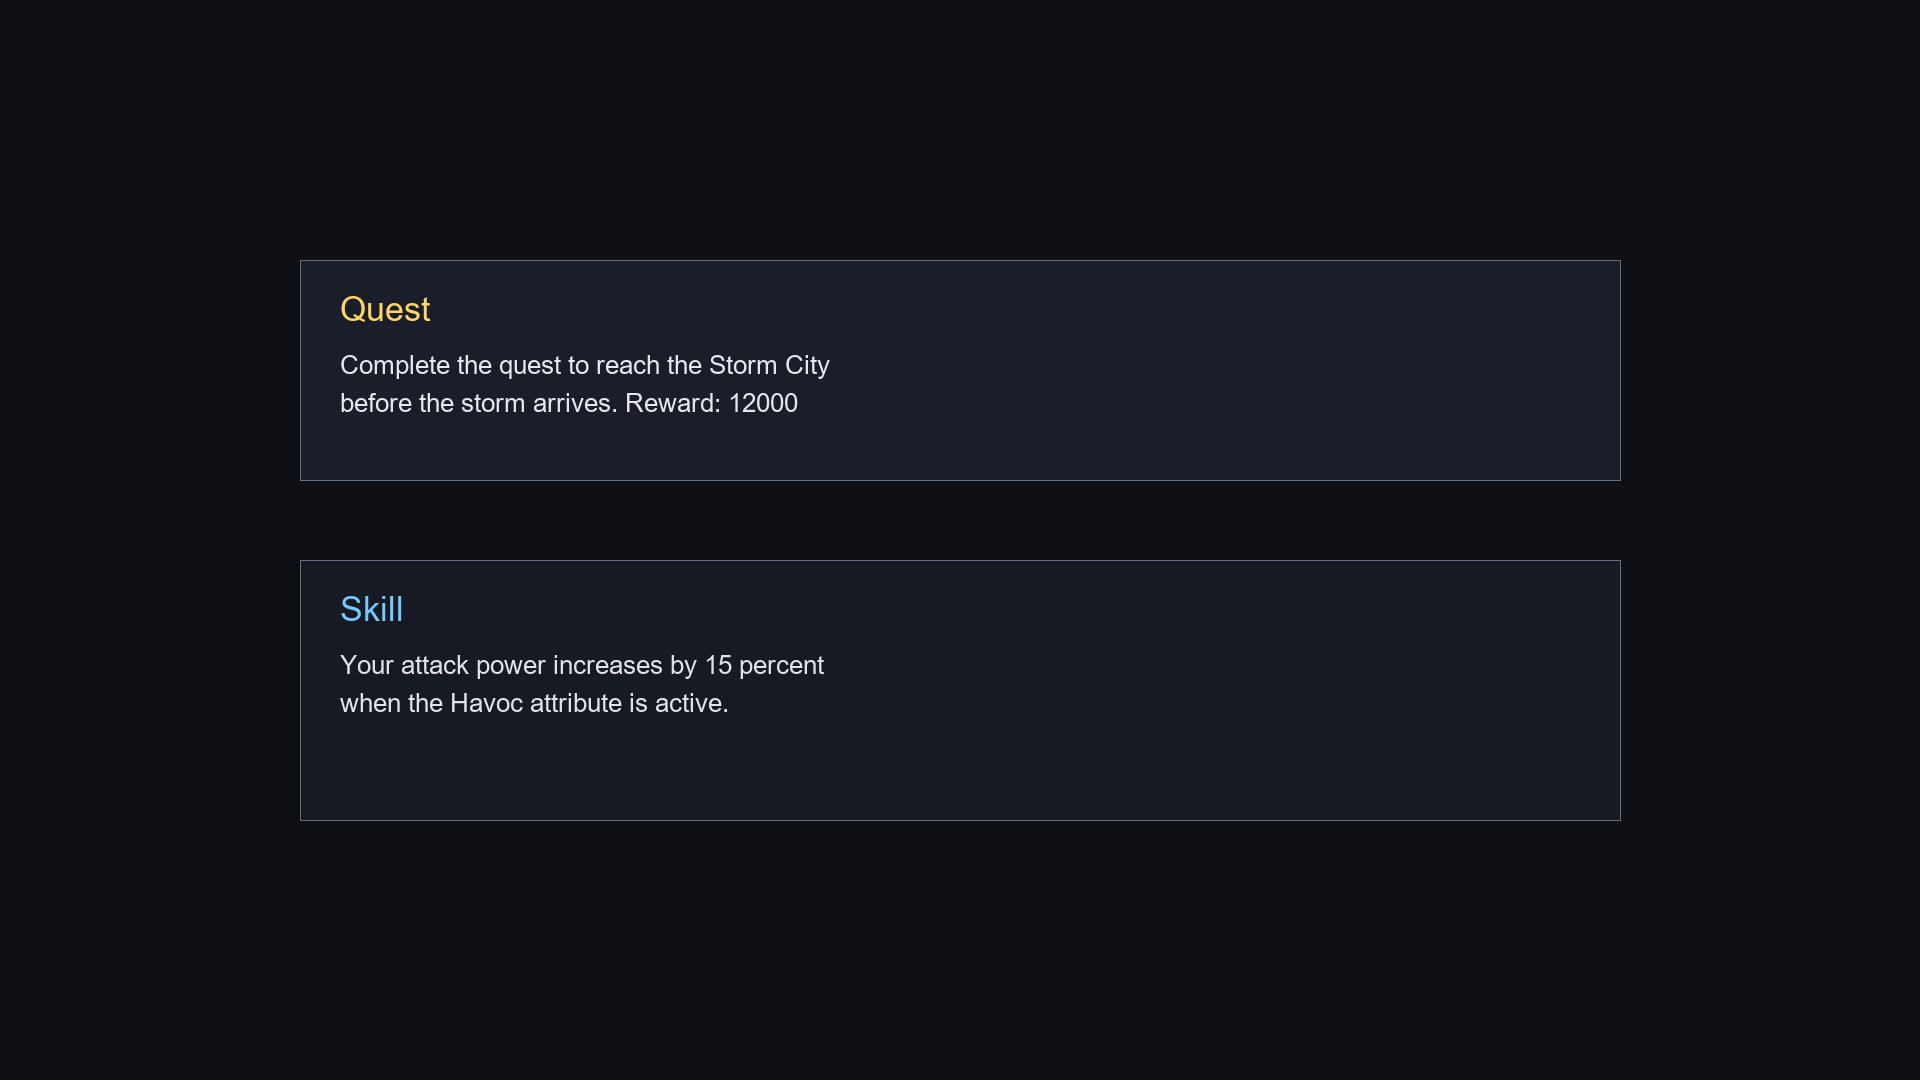 Quest
Complete the quest to reach the Storm City
before the storm arrives. Reward: 12000
Skill
Your attack power increases by 15 percent
when the Havoc attribute is active.